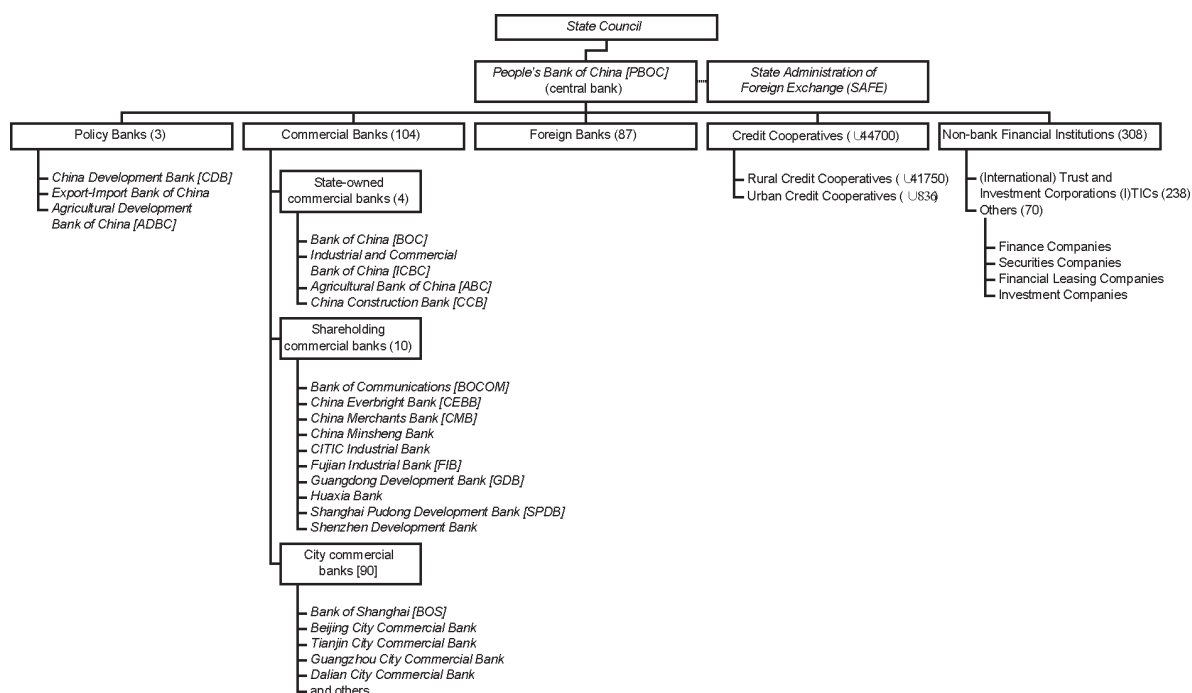 State Council
People's Bank of China [PBOC]
(central bank)
State Administration of
Foreign Exchange (SAFE)
Policy Banks (3)
Commercial Banks (104)
Foreign Banks (87)
Credit Cooperatives (∪44700)
Non-bank Financial Institutions (308)
China Development Bank [CDB]
Export-Import Bank of China
Agricultural Development
Bank of China [ADBC]
State-owned
commercial banks (4)
Bank of China [BOC]
Industrial and Commercial
Bank of China [ICBC]
Agricultural Bank of China [ABC]
China Construction Bank [CCB]
Shareholding
commercial banks (10)
Bank of Communications [BOCOM]
China Everbright Bank [CEBB]
China Merchants Bank [CMB]
China Minsheng Bank
CITIC Industrial Bank
Fujian Industrial Bank [FIB]
Guangdong Development Bank [GDB]
Huaxia Bank
Shanghai Pudong Development Bank [SPDB]
Shenzhen Development Bank
City commercial
banks [90]
Bank of Shanghai [BOS]
Beijing City Commercial Bank
Tianjin City Commercial Bank
Guangzhou City Commercial Bank
Dalian City Commercial Bank
and others
Rural Credit Cooperatives (∪41750)
Urban Credit Cooperatives (∪836)
(International) Trust and
Investment Corporations (I)TICs (238)
Others (70)
Finance Companies
Securities Companies
Financial Leasing Companies
Investment Companies